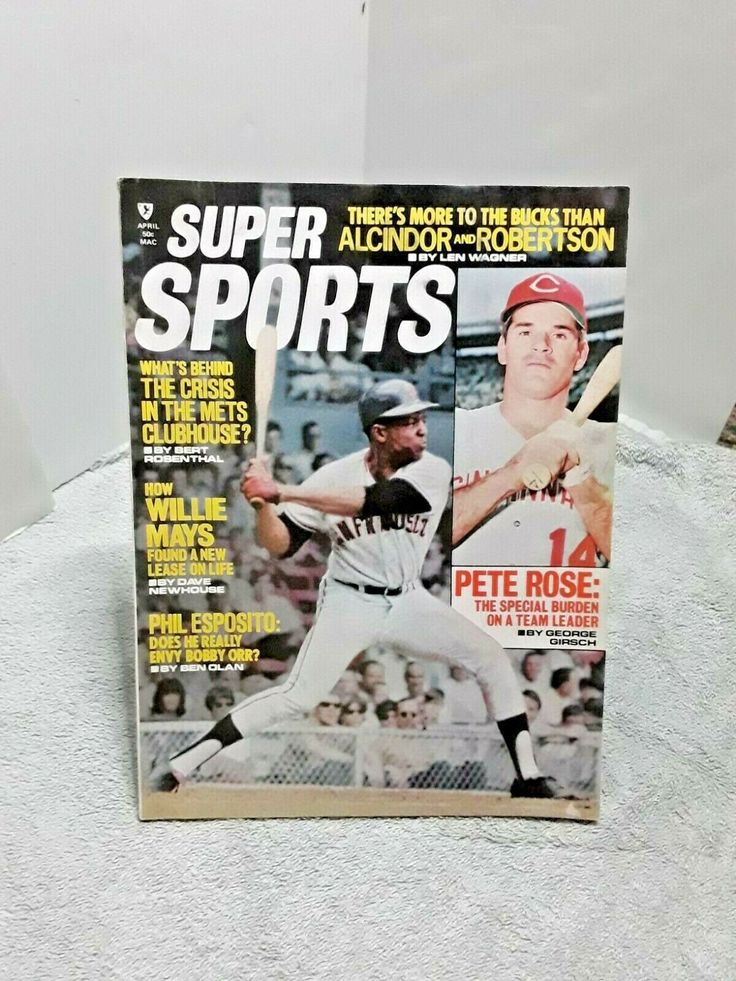 APRIL
50¢
MAC
SUPER
SPORTS
THERE'S MORE TO THE BUCKS THAN
ALCINDOR AND ROBERTSON
BY LEN WAGNER
WHAT'S BEHIND
THE CRISIS
IN THE METS
CLUBHOUSE?
BY BERT
ROSENTHAL
HOW
WILLIE
MAYS
FOUND A NEW
LEASE ON LIFE
BY DAVE
NEWHOUSE
PHIL ESPOSITO:
DOES HE REALLY
ENVY BOBBY ORR?
BY BEN OLAN
C
CINCINNA
14
PETE ROSE:
THE SPECIAL BURDEN
ON A TEAM LEADER
BY GEORGE
GIRSCH